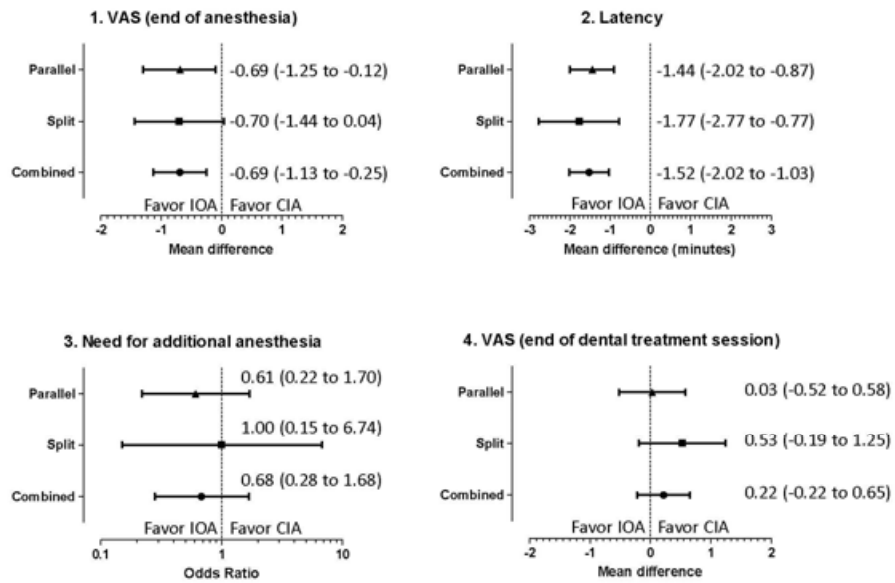 1. VAS (end of anesthesia)
Parallel
-0.69 (-1.25 to -0.12)
Split
-0.70 (-1.44 to 0.04)
Combined
-0.69 (-1.13 to -0.25)
Favor IOA
Favor CIA
-2 -1 0 1 2
Mean difference
2. Latency
Parallel
-1.44 (-2.02 to -0.87)
Split
-1.77 (-2.77 to -0.77)
Combined
-1.52 (-2.02 to -1.03)
Favor IOA
Favor CIA
-3 -2 -1 0 1 2 3
Mean difference (minutes)
3. Need for additional anesthesia
Parallel
0.61 (0.22 to 1.70)
Split
1.00 (0.15 to 6.74)
Combined
0.68 (0.28 to 1.68)
Favor IOA
Favor CIA
0.1 1 10
Odds Ratio
4. VAS (end of dental treatment session)
Parallel
0.03 (-0.52 to 0.58)
Split
0.53 (-0.19 to 1.25)
Combined
0.22 (-0.22 to 0.65)
Favor IOA
Favor CIA
-2 -1 0 1 2
Mean difference